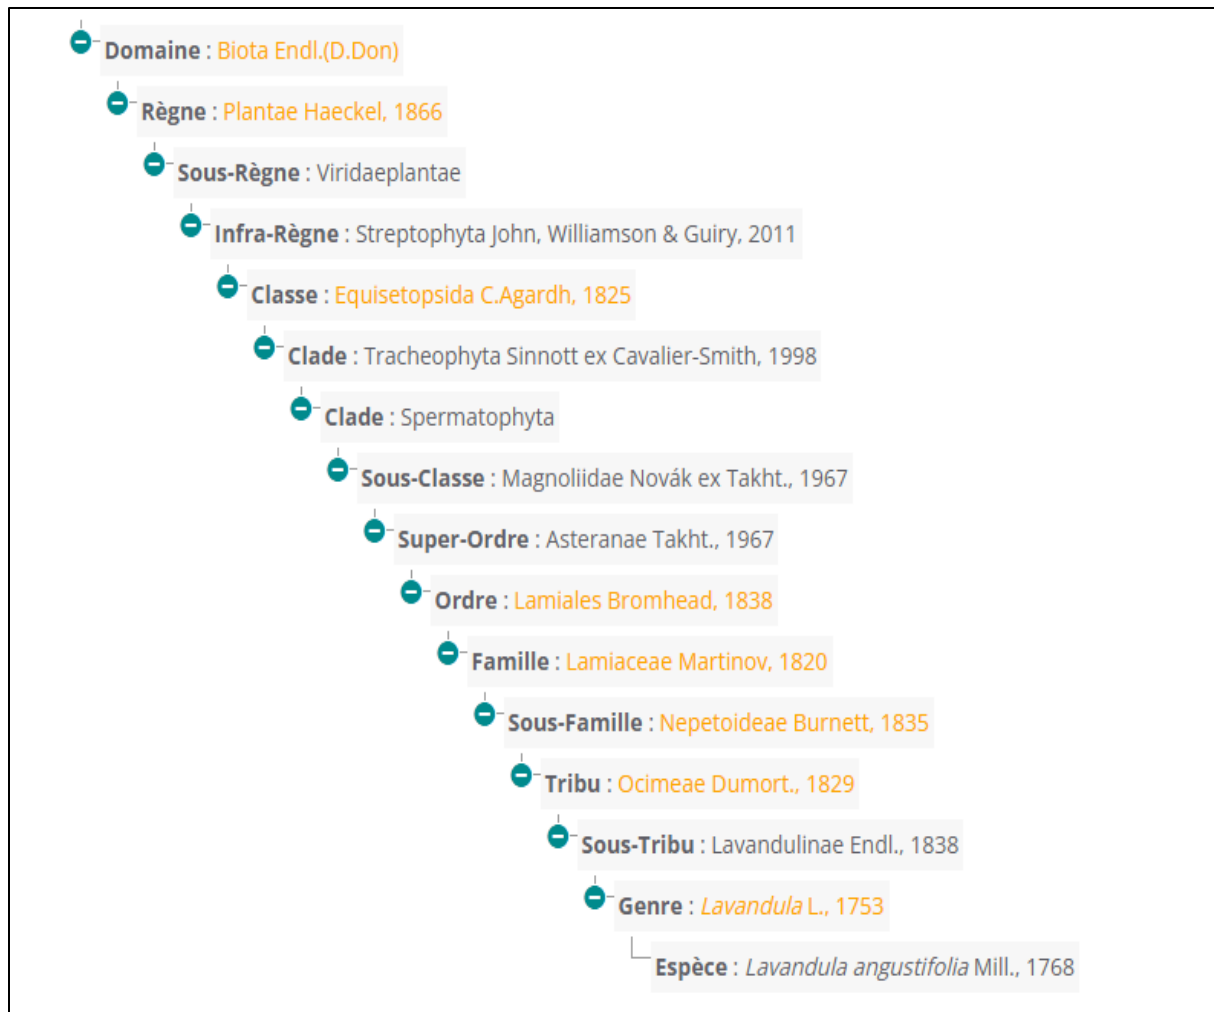 Domaine : Biota Endl.(D.Don)
Règne : Plantae Haeckel, 1866
Sous-Règne : Viridaeplantae
Infra-Règne : Streptophyta John, Williamson & Guiry, 2011
Classe : Equisetopsida C.Agardh, 1825
Clade : Tracheophyta Sinnott ex Cavalier-Smith, 1998
Clade : Spermatophyta
Sous-Classe : Magnoliidae Novák ex Takht., 1967
Super-Ordre : Asteranae Takht., 1967
Ordre : Lamiales Bromhead, 1838
Famille : Lamiaceae Martinov, 1820
Sous-Famille : Nepetoideae Burnett, 1835
Tribu : Ocimeae Dumort., 1829
Sous-Tribu : Lavandulinae Endl., 1838
Genre : Lavandula L., 1753
Espèce : Lavandula angustifolia Mill., 1768